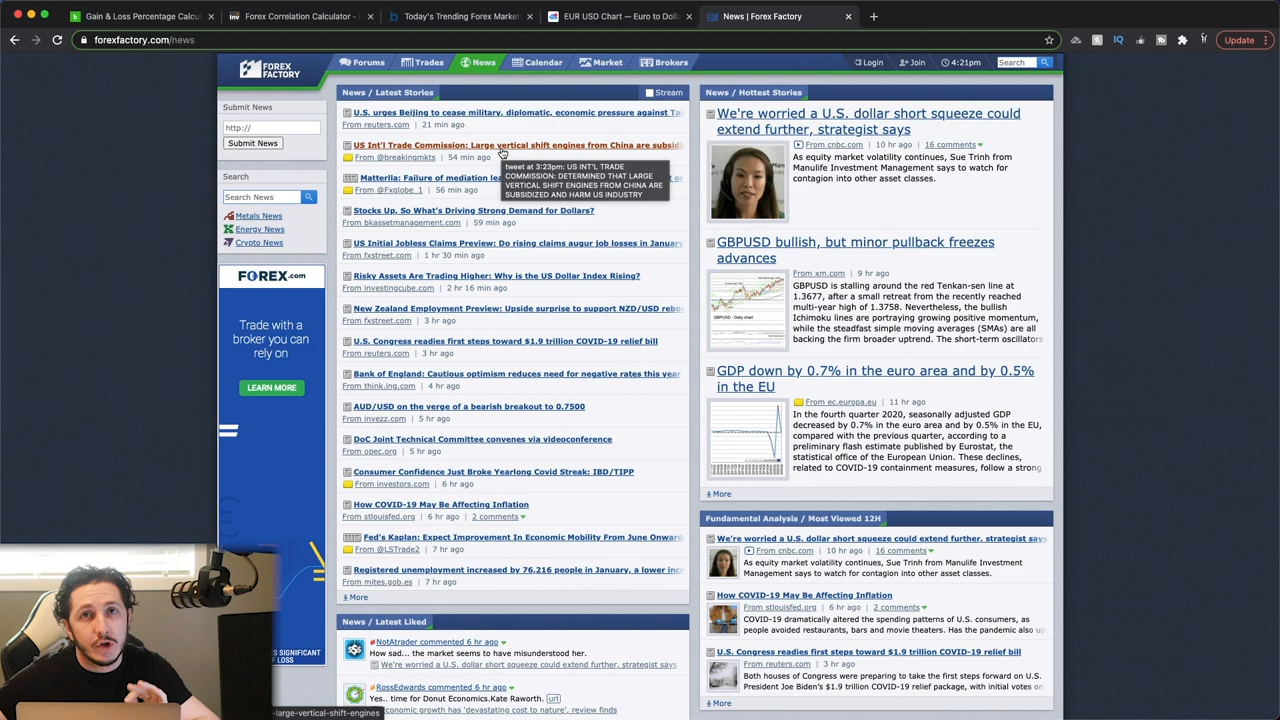 Gain & Loss Percentage Calcul
Forex Correlation Calculator -
Today's Trending Forex Market
EUR USD Chart — Euro to Dolla
News | Forex Factory
forexfactory.com/news
Update
FOREX FACTORY
Forums
Trades
News
Calendar
Market
Brokers
Login
Join
4:21pm
Search
Submit News
http://
Submit News
Search
Search News
Metals News
Energy News
Crypto News
FOREX.com
Trade with a
broker you can
rely on
LEARN MORE
S SIGNIFICANT
OF LOSS
News / Latest Stories
Stream
U.S. urges Beijing to cease military, diplomatic, economic pressure against Tai
From reuters.com | 21 min ago
US Int'l Trade Commission: Large vertical shift engines from China are subsidi
From @breakingmkts | 54 min ago
tweet at 3:23pm: US INT'L TRADE
COMMISSION: DETERMINED THAT LARGE
VERTICAL SHIFT ENGINES FROM CHINA ARE
SUBSIDIZED AND HARM US INDUSTRY
Matterlla: Failure of mediation lea
From @Fxglobe_1 | 56 min ago
Stocks Up, So What's Driving Strong Demand for Dollars?
From bkassetmanagement.com | 59 min ago
US Initial Jobless Claims Preview: Do rising claims augur job losses in January
From fxstreet.com | 1 hr 30 min ago
Risky Assets Are Trading Higher: Why is the US Dollar Index Rising?
From investingcube.com | 2 hr 16 min ago
New Zealand Employment Preview: Upside surprise to support NZD/USD rebo
From fxstreet.com | 3 hr ago
U.S. Congress readies first steps toward $1.9 trillion COVID-19 relief bill
From reuters.com | 3 hr ago
Bank of England: Cautious optimism reduces need for negative rates this year
From think.ing.com | 4 hr ago
AUD/USD on the verge of a bearish breakout to 0.7500
From invezz.com | 5 hr ago
DoC Joint Technical Committee convenes via videoconference
From opec.org | 5 hr ago
Consumer Confidence Just Broke Yearlong Covid Streak: IBD/TIPP
From investors.com | 6 hr ago
How COVID-19 May Be Affecting Inflation
From stlouisfed.org | 6 hr ago | 2 comments
Fed's Kaplan: Expect Improvement In Economic Mobility From June Onward
From @LSTrade2 | 7 hr ago
Registered unemployment increased by 76,216 people in January, a lower incr
From mites.gob.es | 7 hr ago
More
News / Latest Liked
NotAtrader commented 6 hr ago
How sad... the market seems to have misunderstood her.
We're worried a U.S. dollar short squeeze could extend further, strategist says
RossEdwards commented 6 hr ago
Yes.. time for Donut Economics.Kate Raworth. url
conomic growth has 'devastating cost to nature', review finds
-large-vertical-shift-engines
News / Hottest Stories
We're worried a U.S. dollar short squeeze could
extend further, strategist says
From cnbc.com | 10 hr ago | 16 comments
As equity market volatility continues, Sue Trinh from
Manulife Investment Management says to watch for
contagion into other asset classes.
GBPUSD bullish, but minor pullback freezes
advances
From xm.com | 9 hr ago
GBPUSD is stalling around the red Tenkan-sen line at
1.3677, after a small retreat from the recently reached
multi-year high of 1.3758. Nevertheless, the bullish
Ichimoku lines are portraying growing positive momentum,
while the steadfast simple moving averages (SMAs) are all
backing the firm broader uptrend. The short-term oscillators
GDP down by 0.7% in the euro area and by 0.5%
in the EU
From ec.europa.eu | 11 hr ago
In the fourth quarter 2020, seasonally adjusted GDP
decreased by 0.7% in the euro area and by 0.5% in the EU,
compared with the previous quarter, according to a
preliminary flash estimate published by Eurostat, the
statistical office of the European Union. These declines,
related to COVID-19 containment measures, follow a strong
More
Fundamental Analysis / Most Viewed 12H
We're worried a U.S. dollar short squeeze could extend further, strategist says
From cnbc.com | 10 hr ago | 16 comments
As equity market volatility continues, Sue Trinh from Manulife Investment
Management says to watch for contagion into other asset classes.
How COVID-19 May Be Affecting Inflation
From stlouisfed.org | 6 hr ago | 2 comments
COVID-19 dramatically altered the spending patterns of U.S. consumers, as
people avoided restaurants, bars and movie theaters. Has the pandemic also up
U.S. Congress readies first steps toward $1.9 trillion COVID-19 relief bill
From reuters.com | 3 hr ago
Both houses of Congress were preparing to take the first steps forward on U.S.
President Joe Biden's $1.9 trillion COVID-19 relief package, with initial votes on
More